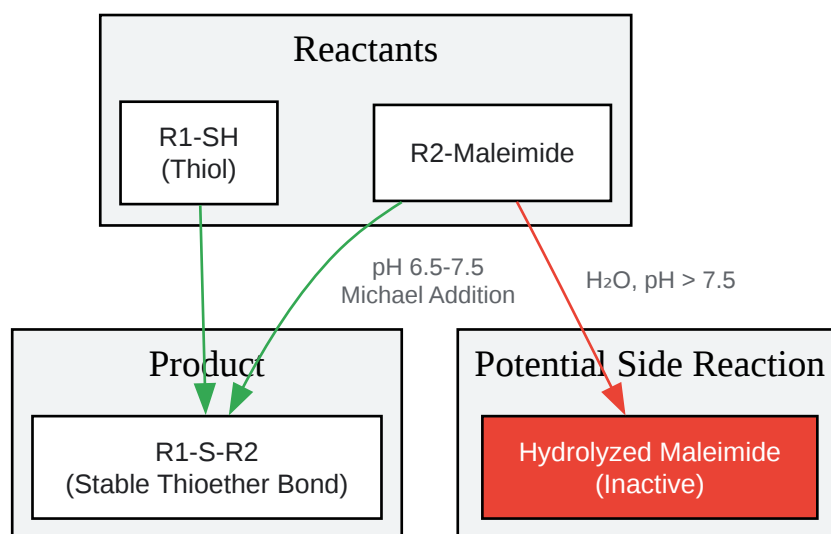 Reactants
R1-SH
(Thiol)
R2-Maleimide
pH 6.5-7.5
Michael Addition
H₂O, pH > 7.5
Product
R1-S-R2
(Stable Thioether Bond)
Potential Side Reaction
Hydrolyzed Maleimide
(Inactive)